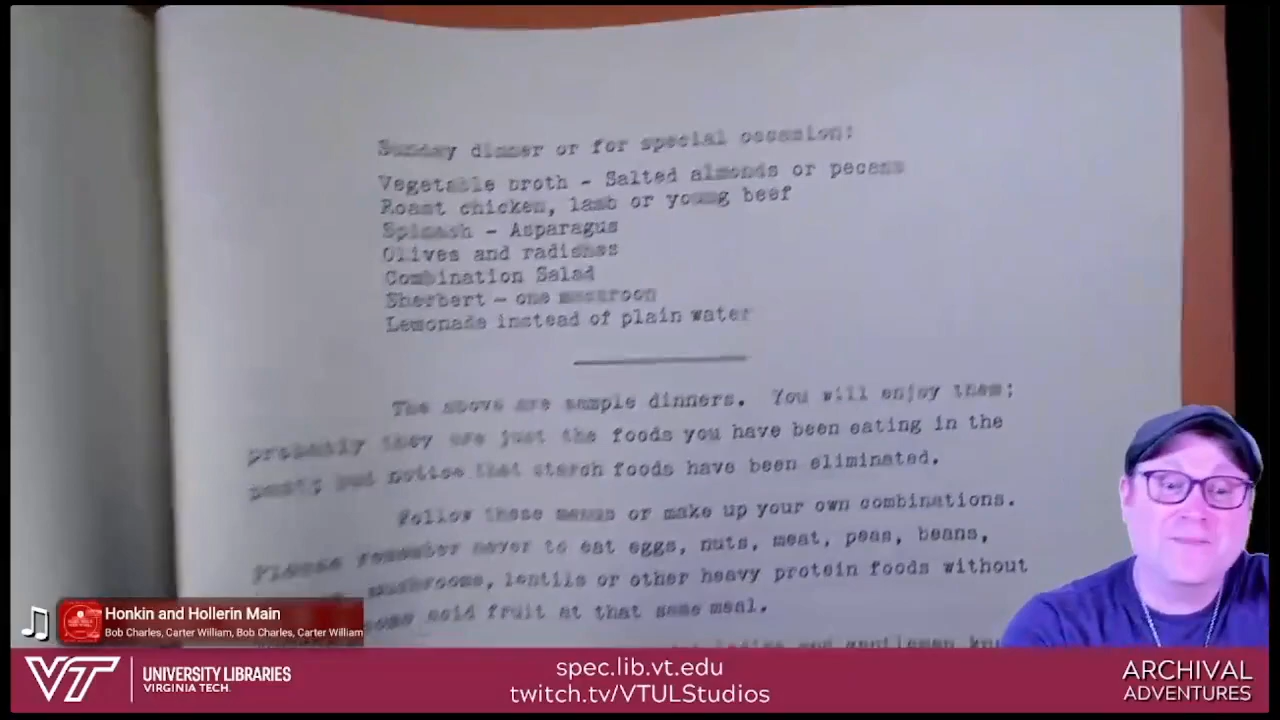 Sunday dinner or for special occasion:
Vegetable broth - Salted almonds or pecans
Roast chicken, lamb or young beef
Spinach - Asparagus
Olives and radishes
Combination Salad
Sherbert - one
Lemonade instead of plain water
The above are sample dinners. You will enjoy them;
probably they are just the foods you have been eating in the
past; but notice that starch foods have been eliminated.
Follow these menus or make up your own combinations.
Please remember never to eat eggs, nuts, meat, peas, beans,
mushrooms, lentils or other heavy protein foods without
some acid fruit at that same meal.
and gentlemen
Honkin and Hollerin Main
Bob Charles, Carter William, Bob Charles, Carter William
VT
UNIVERSITY LIBRARIES
VIRGINIA TECH.
spec.lib.vt.edu
twitch.tv/VTULStudios
ARCHIVAL
ADVENTURES